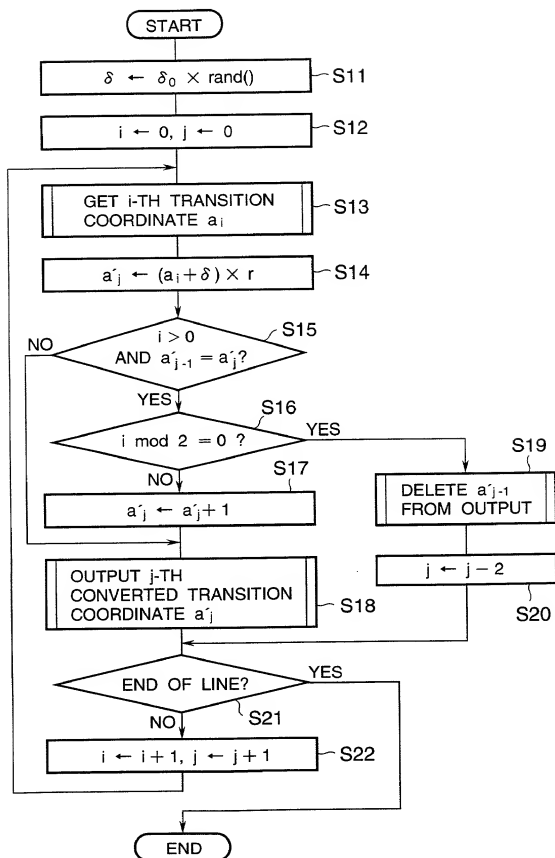 START
δ ← δ₀ × rand()
S11
i ← 0, j ← 0
S12
GET i-TH TRANSITION
COORDINATE aᵢ
S13
a´ⱼ ← (aᵢ + δ) × r
S14
i > 0
AND a´ⱼ₋₁ = a´ⱼ?
S15
NO
YES
i mod 2 = 0 ?
S16
YES
NO
a´ⱼ ← a´ⱼ + 1
S17
DELETE a´ⱼ₋₁
FROM OUTPUT
S19
OUTPUT j-TH
CONVERTED TRANSITION
COORDINATE a´ⱼ
S18
j ← j − 2
S20
END OF LINE?
YES
S21
NO
i ← i + 1, j ← j + 1
S22
END